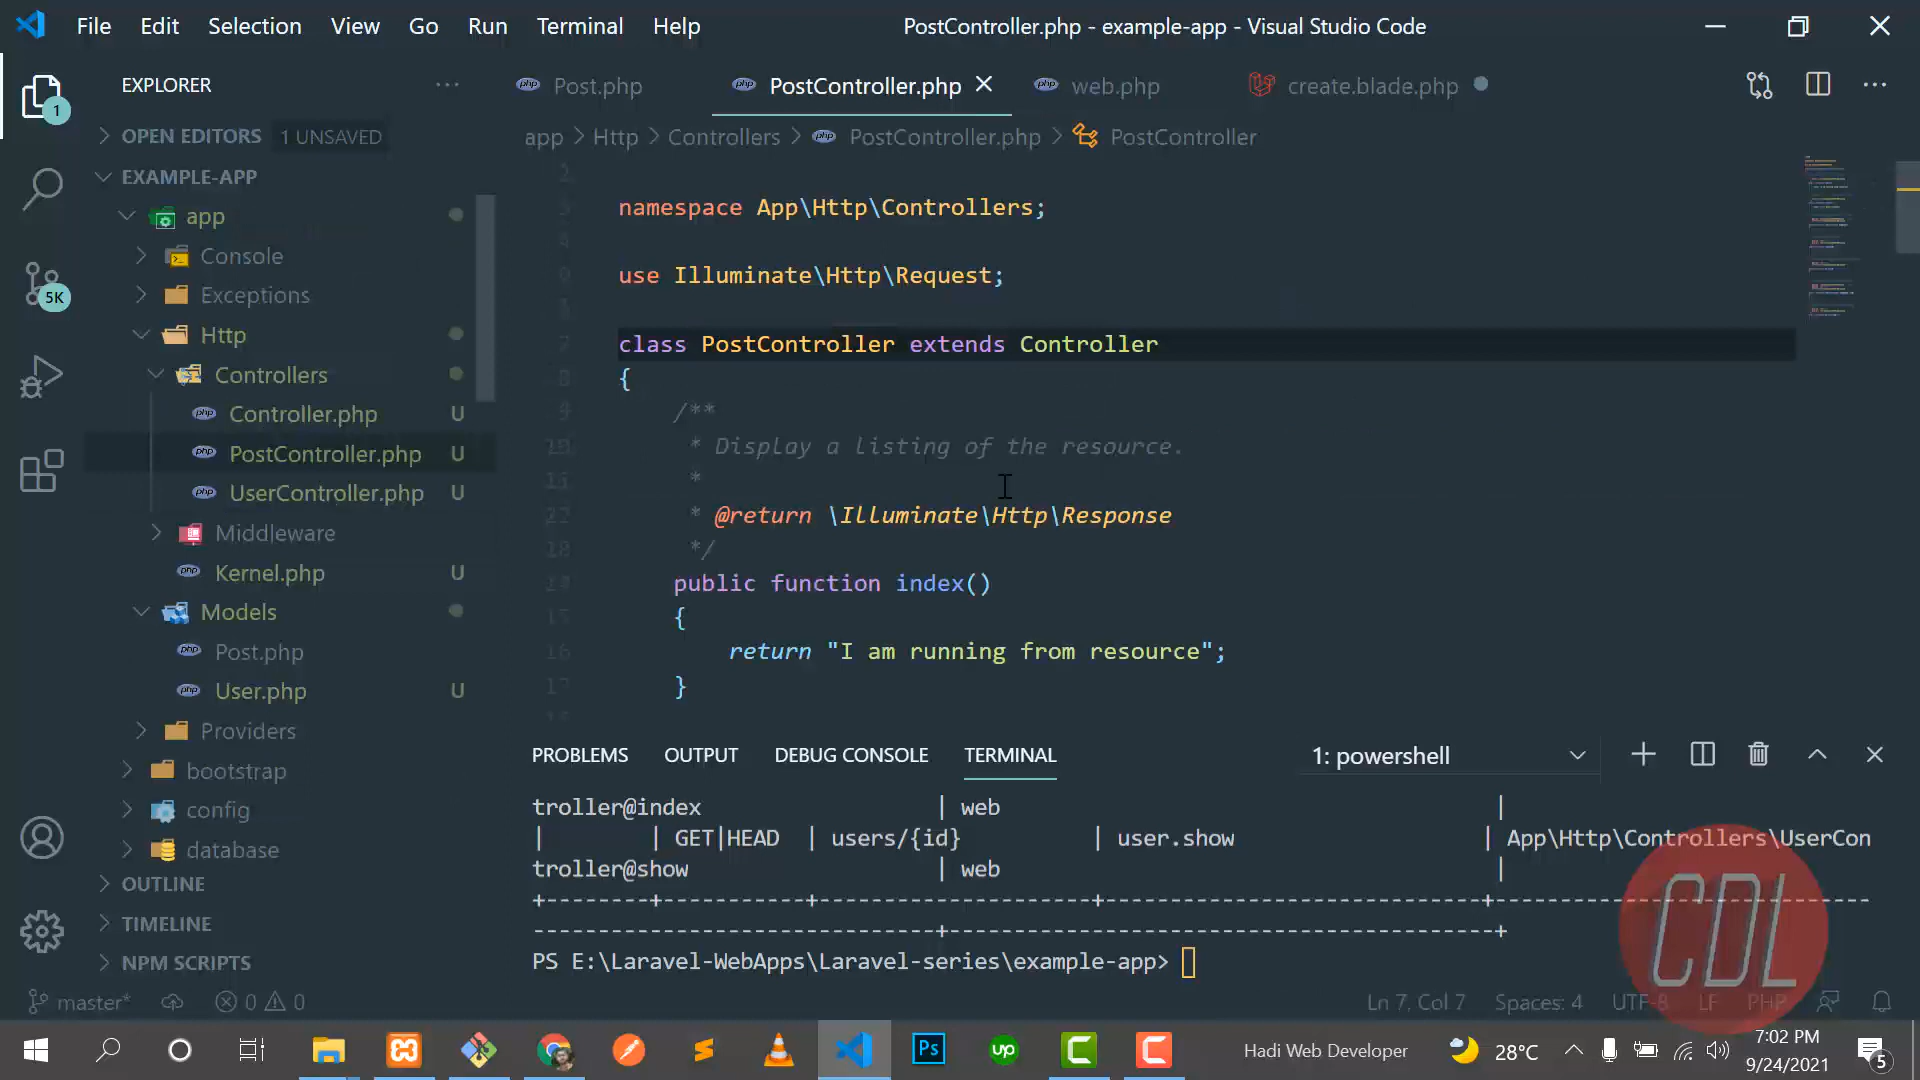 File Edit Selection View Go Run Terminal Help PostController.php - example-app - Visual Studio Code
EXPLORER
Post.php PostController.php web.php create.blade.php
1
OPEN EDITORS 1 UNSAVED
app Http Controllers PostController.php PostController
EXAMPLE-APP
app
Console
Exceptions
Http
Controllers
Controller.php U
PostController.php U
UserController.php U
Middleware
Kernel.php U
Models
Post.php
User.php U
Providers
bootstrap
config
database
OUTLINE
TIMELINE
NPM SCRIPTS
5K
namespace App\Http\Controllers;
use Illuminate\Http\Request;
class PostController extends Controller
{
/**
* Display a listing of the resource.
*
* @return \Illuminate\Http\Response
*/
public function index()
{
return "I am running from resource";
}
PROBLEMS OUTPUT DEBUG CONSOLE TERMINAL 1: powershell
troller@index | web |
| | GET|HEAD | users/{id} | user.show | App\Http\Controllers\UserCon
troller@show | web |
PS E:\Laravel-WebApps\Laravel-series\example-app>
CDL
master* 0 0 Ln 7, Col 7 Spaces: 4 UTF-8 LF PHP
Ps up Hadi Web Developer 28°C 7:02 PM
9/24/2021
5